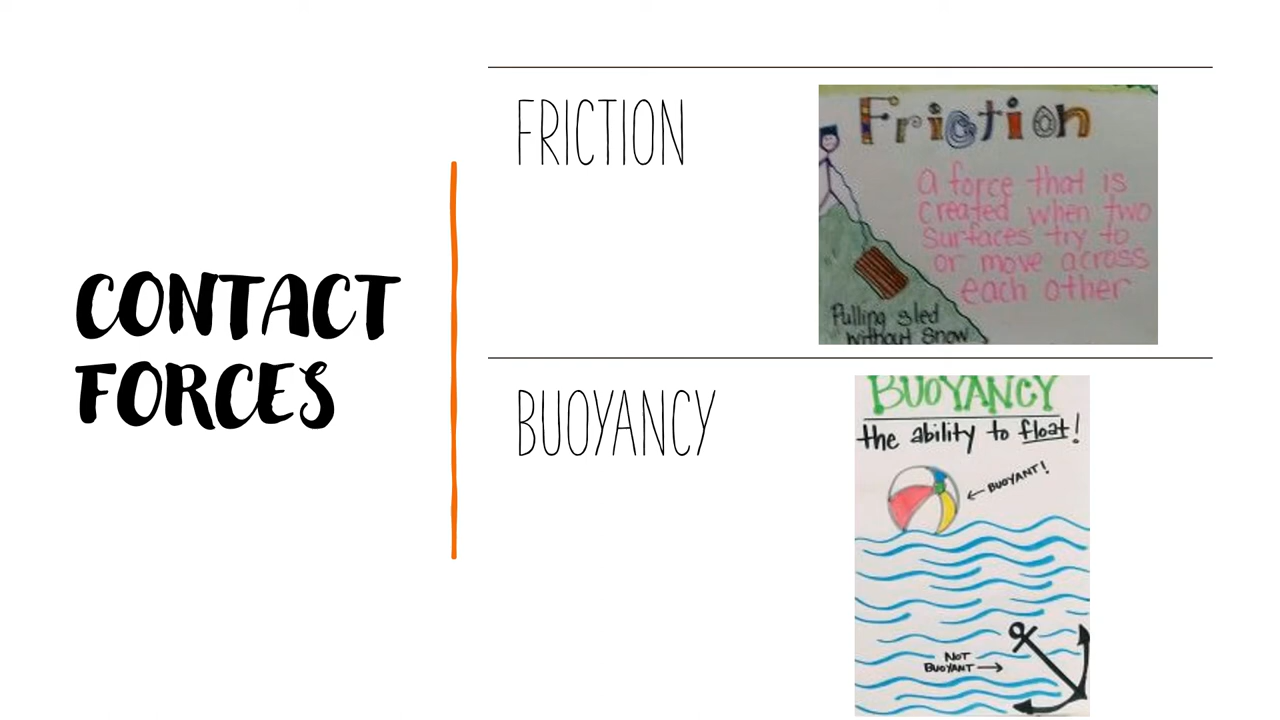 CONTACT
FORCES
FRICTION
Friction
A force that is
created when two
surfaces try to
or move across
each other
Pulling sled
without snow
BUOYANCY
BUOYANCY
the ability to float!
← BUOYANT!
NOT
BUOYANT →